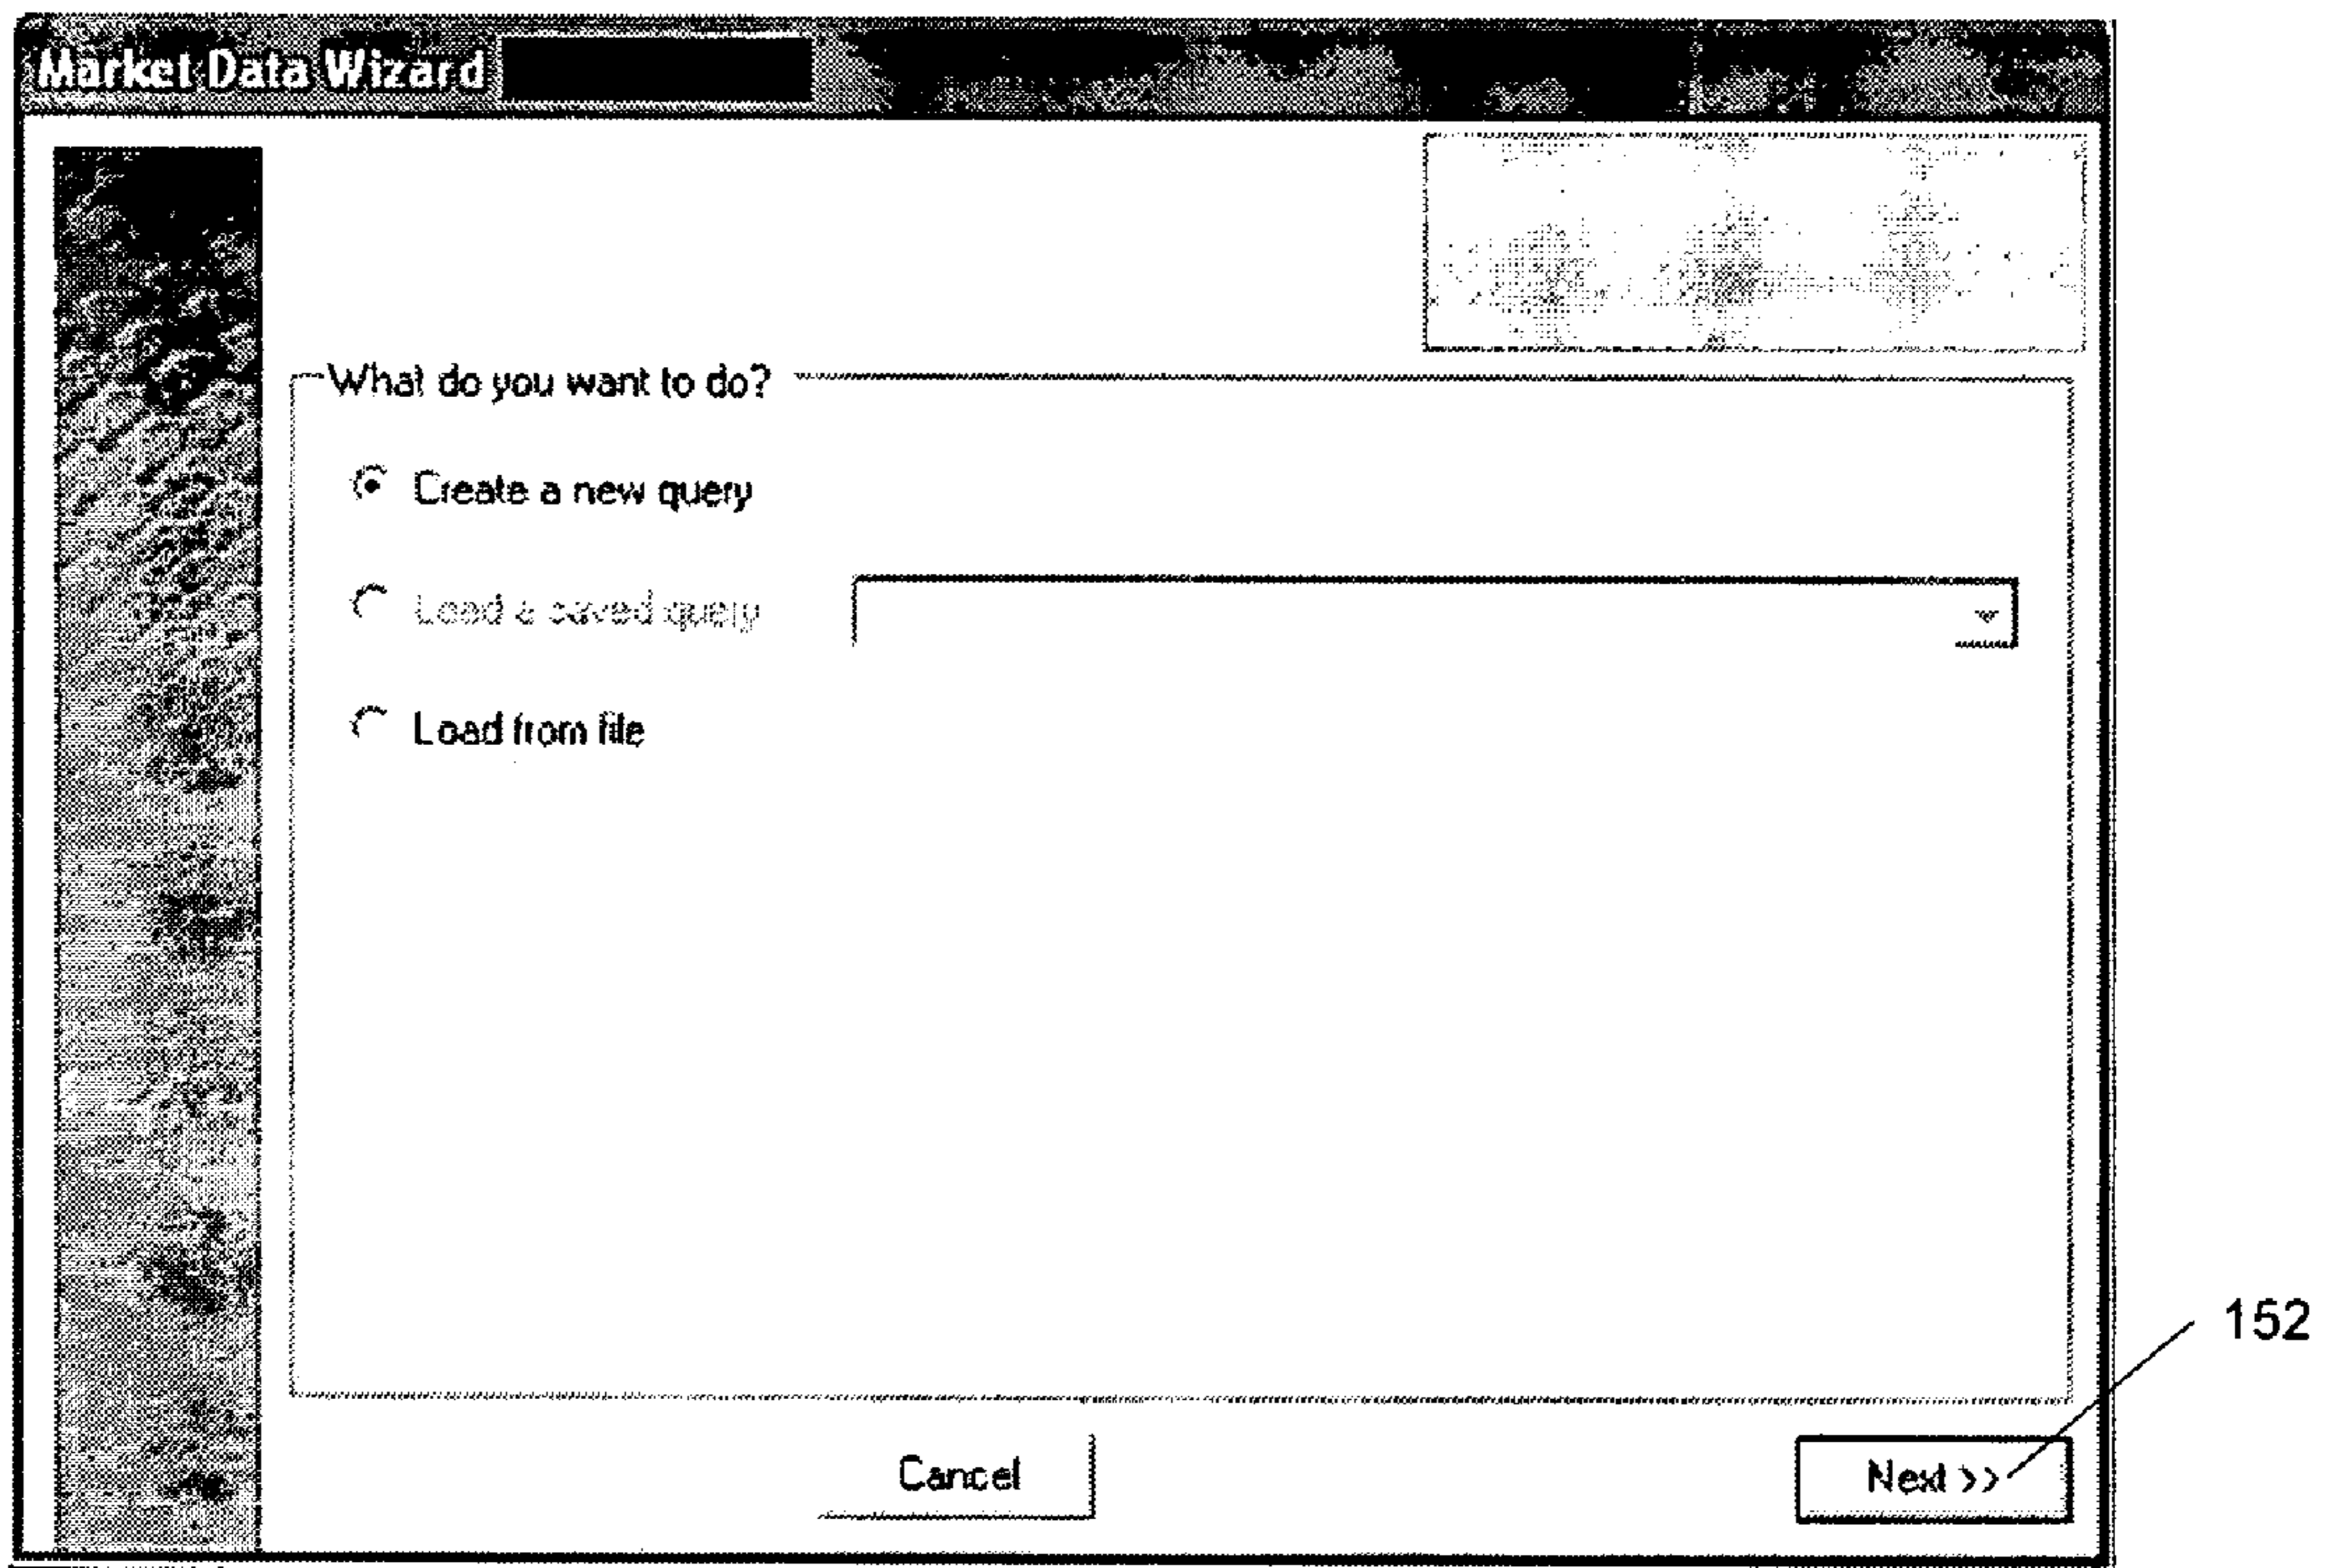 Market Data Wizard
What do you want to do?
Create a new query
Load a saved query
Load from file
152
Cancel
Next >>